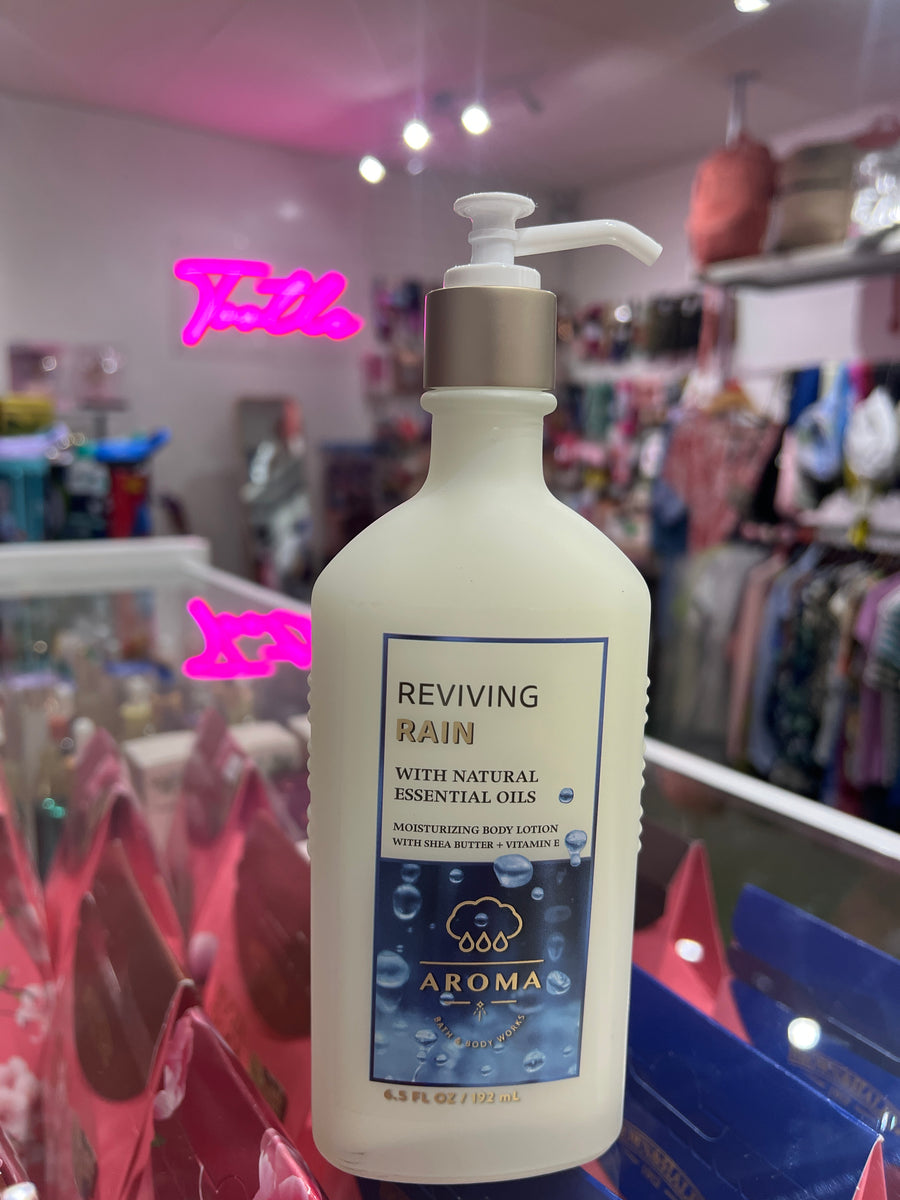 REVIVING
RAIN
WITH NATURAL
ESSENTIAL OILS
MOISTURIZING BODY LOTION
WITH SHEA BUTTER + VITAMIN E
AROMA
BATH & BODY WORKS
6.5 FL OZ / 192 mL